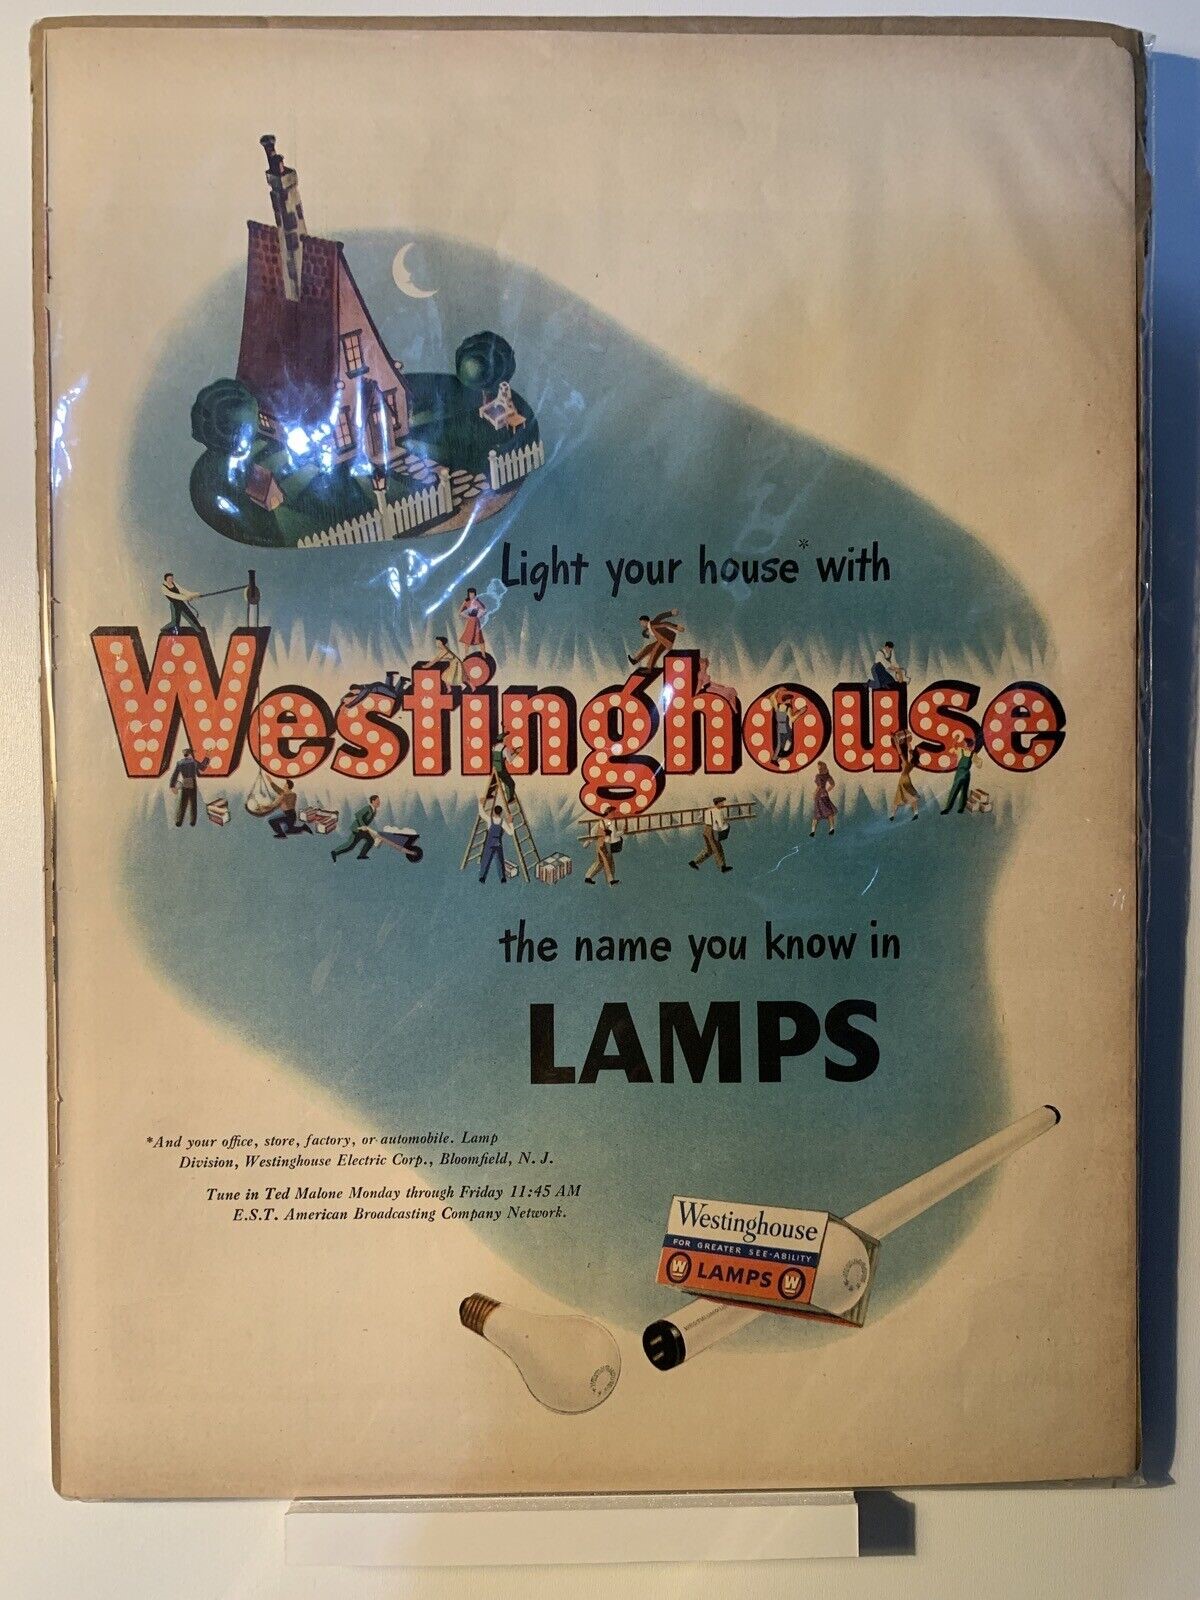 Light your house* with
Westinghouse
the name you know in
LAMPS
*And your office, store, factory, or automobile. Lamp
Division, Westinghouse Electric Corp., Bloomfield, N. J.
Tune in Ted Malone Monday through Friday 11:45 AM
E.S.T. American Broadcasting Company Network.
Westinghouse
FOR GREATER SEE-ABILITY
W LAMPS W